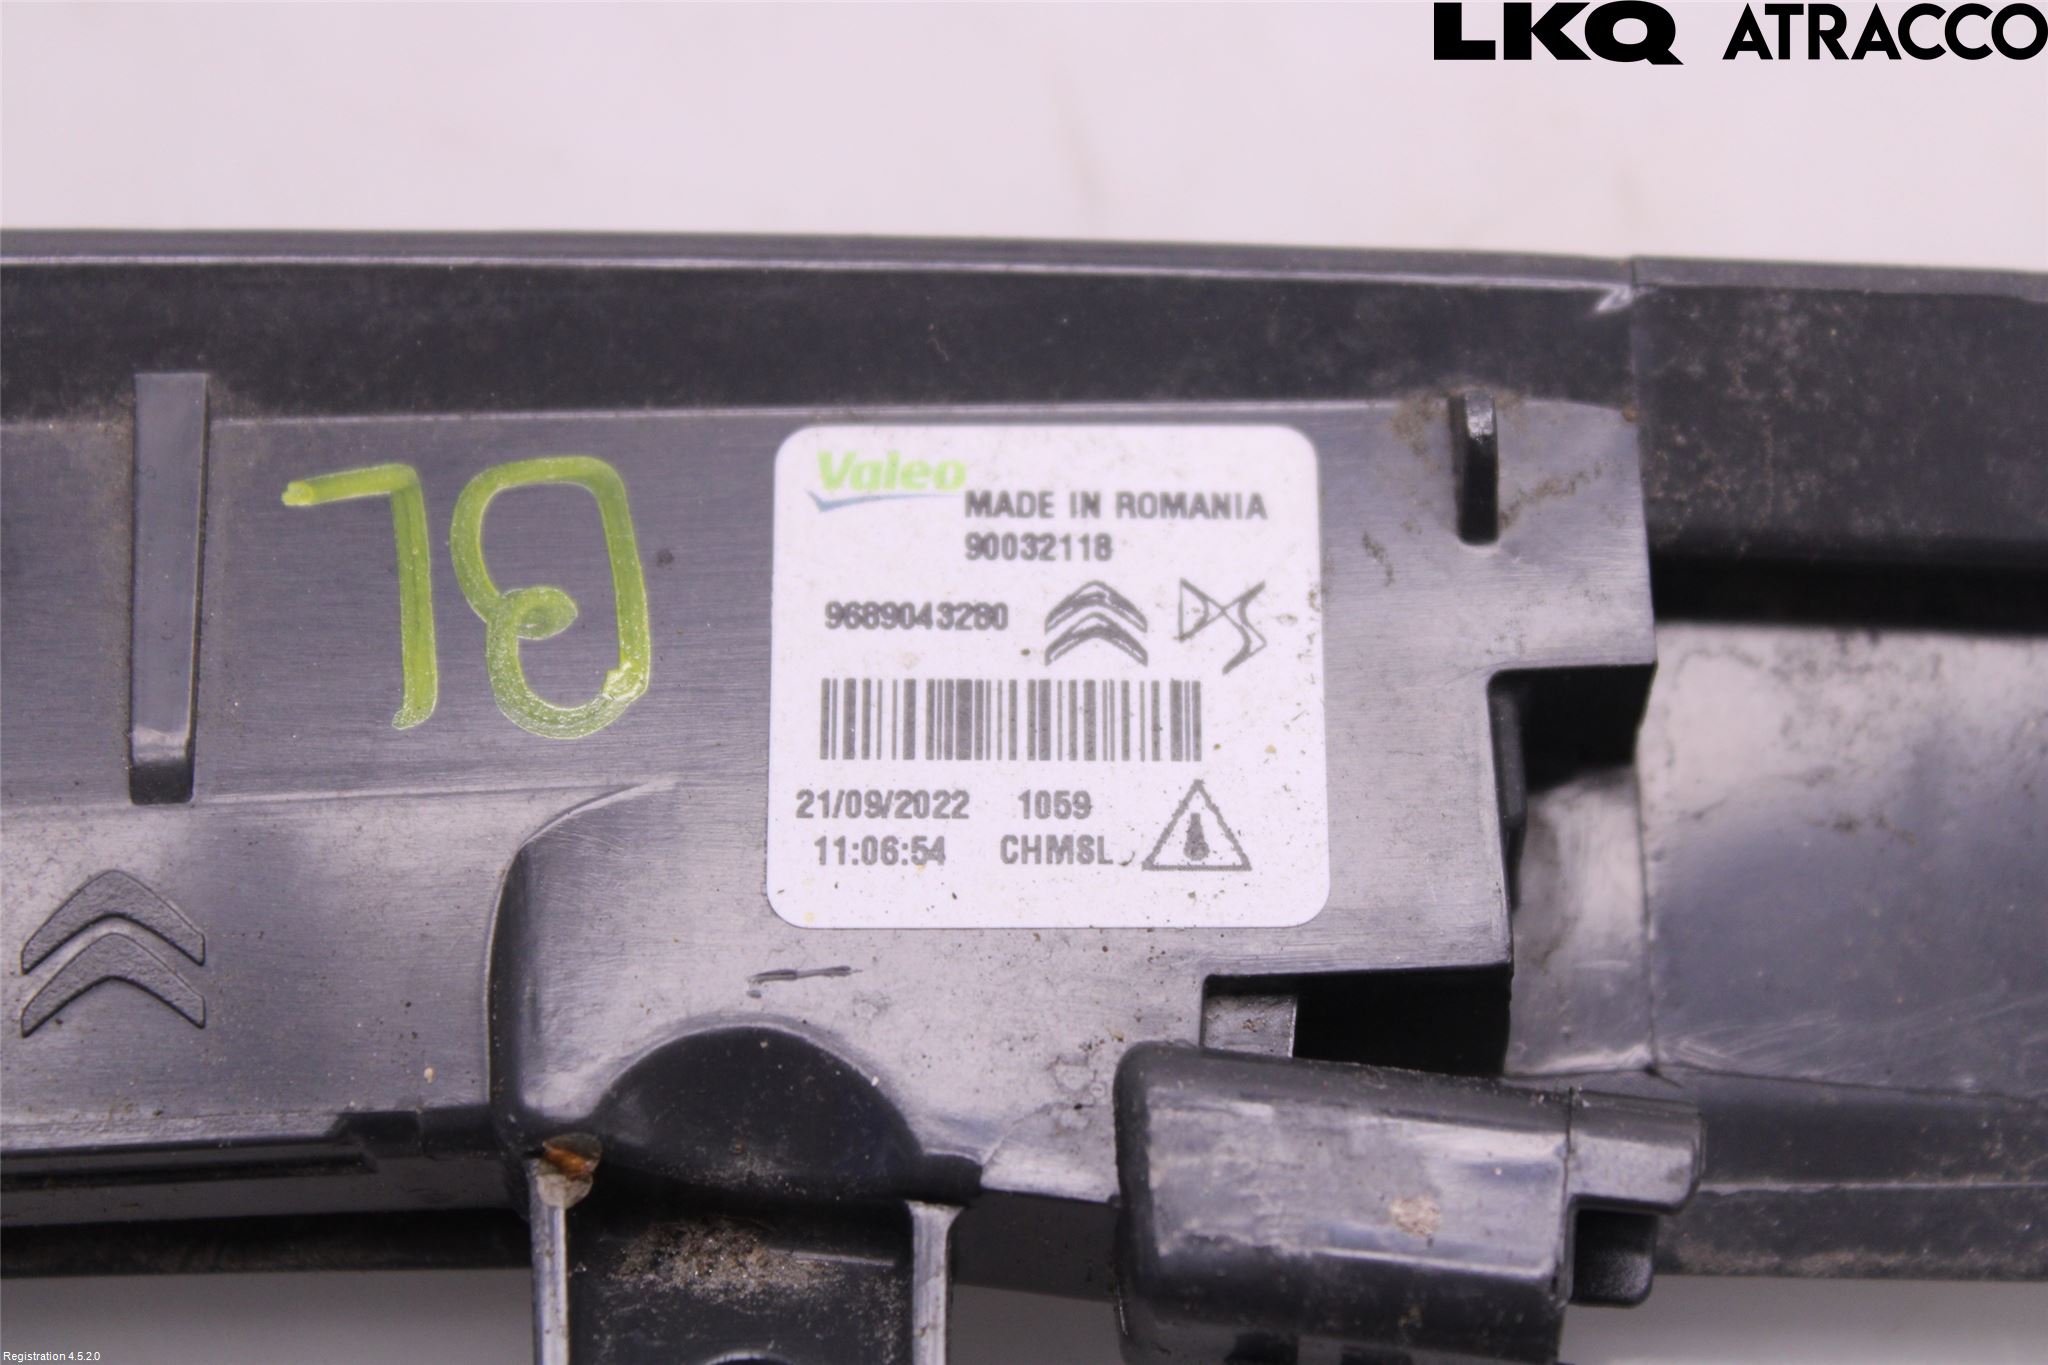 LKQ ATRACCO
Valeo
MADE IN ROMANIA
90032118
9689043280
DS
21/09/2022 1059
11:06:54 CHMSL
Registration 4.5.2.0